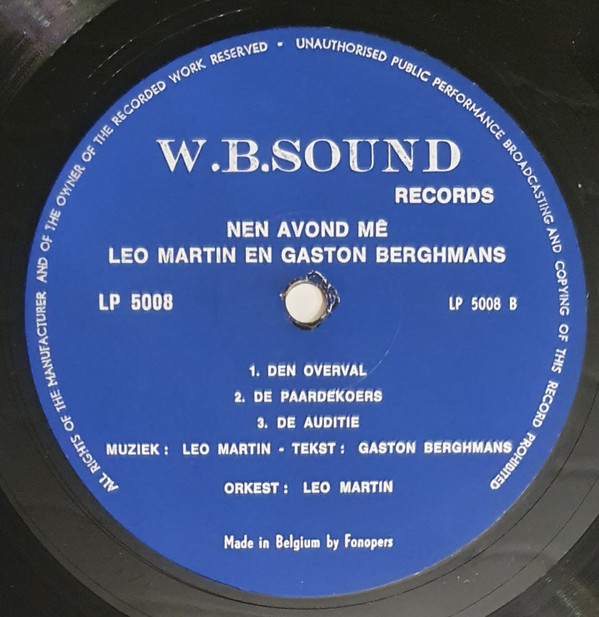 ALL RIGHTS OF THE MANUFACTURER AND OF THE OWNER OF THE RECORDED WORK RESERVED • UNAUTHORISED PUBLIC PERFORMANCE BROADCASTING AND COPYING OF THIS RECORD PROHIBITED
W.B.SOUND
RECORDS
NEN AVOND MÊ
LEO MARTIN EN GASTON BERGHMANS
LP 5008
LP 5008 B
1. DEN OVERVAL
2. DE PAARDEKOERS
3. DE AUDITIE
MUZIEK : LEO MARTIN - TEKST : GASTON BERGHMANS
ORKEST : LEO MARTIN
Made in Belgium by Fonopers